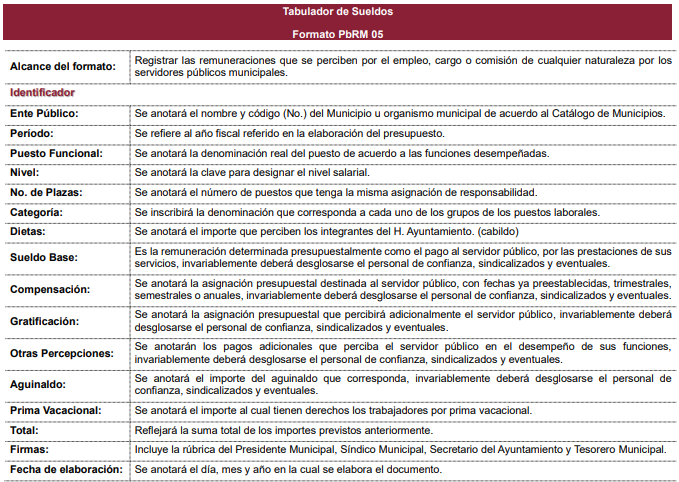 Tabulador de Sueldos
Formato PbRM 05
Alcance del formato: Registrar las remuneraciones que se perciben por el empleo, cargo o comisión de cualquier naturaleza por los
servidores públicos municipales.
Identificador
Ente Público: Se anotará el nombre y código (No.) del Municipio u organismo municipal de acuerdo al Catálogo de Municipios.
Período: Se refiere al año fiscal referido en la elaboración del presupuesto.
Puesto Funcional: Se anotará la denominación real del puesto de acuerdo a las funciones desempeñadas.
Nivel: Se anotará la clave para designar el nivel salarial.
No. de Plazas: Se anotará el número de puestos que tenga la misma asignación de responsabilidad.
Categoría: Se inscribirá la denominación que corresponda a cada uno de los grupos de los puestos laborales.
Dietas: Se anotará el importe que perciben los integrantes del H. Ayuntamiento. (cabildo)
Sueldo Base: Es la remuneración determinada presupuestalmente como el pago al servidor público, por las prestaciones de sus
servicios, invariablemente deberá desglosarse el personal de confianza, sindicalizados y eventuales.
Compensación: Se anotará la asignación presupuestal destinada al servidor público, con fechas ya preestablecidas, trimestrales,
semestrales o anuales, invariablemente deberá desglosarse el personal de confianza, sindicalizados y eventuales.
Gratificación: Se anotará la asignación presupuestal que percibirá adicionalmente el servidor público, invariablemente deberá
desglosarse el personal de confianza, sindicalizados y eventuales.
Otras Percepciones: Se anotarán los pagos adicionales que perciba el servidor público en el desempeño de sus funciones,
invariablemente deberá desglosarse el personal de confianza, sindicalizados y eventuales.
Aguinaldo: Se anotará el importe del aguinaldo que corresponda, invariablemente deberá desglosarse el personal de
confianza, sindicalizados y eventuales.
Prima Vacacional: Se anotará el importe al cual tienen derechos los trabajadores por prima vacacional.
Total: Reflejará la suma total de los importes previstos anteriormente.
Firmas: Incluye la rúbrica del Presidente Municipal, Síndico Municipal, Secretario del Ayuntamiento y Tesorero Municipal.
Fecha de elaboración: Se anotará el día, mes y año en la cual se elabora el documento.